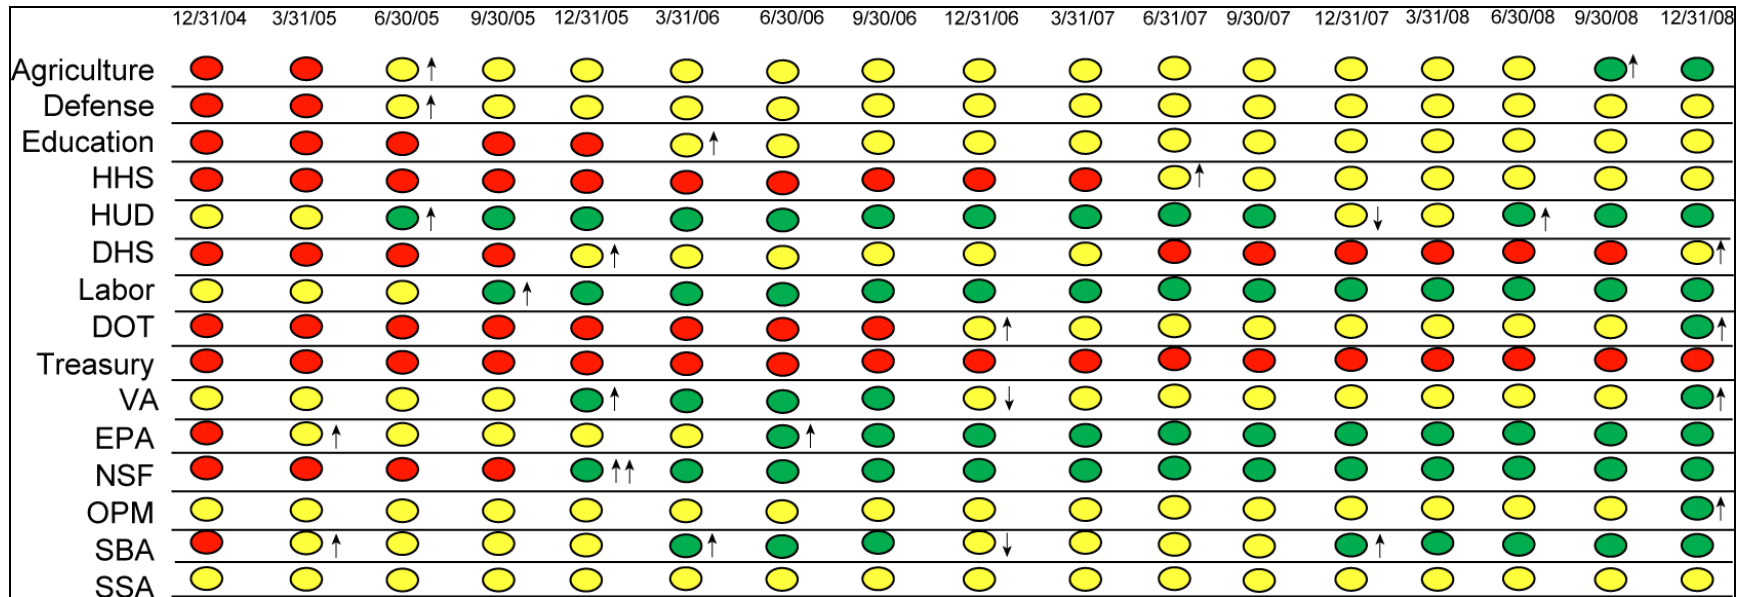 12/31/04 3/31/05 6/30/05 9/30/05 12/31/05 3/31/06 6/30/06 9/30/06 12/31/06 3/31/07 6/31/07 9/30/07 12/31/07 3/31/08 6/30/08 9/30/08 12/31/08
Agriculture
Defense
Education
HHS
HUD
DHS
Labor
DOT
Treasury
VA
EPA
NSF
OPM
SBA
SSA